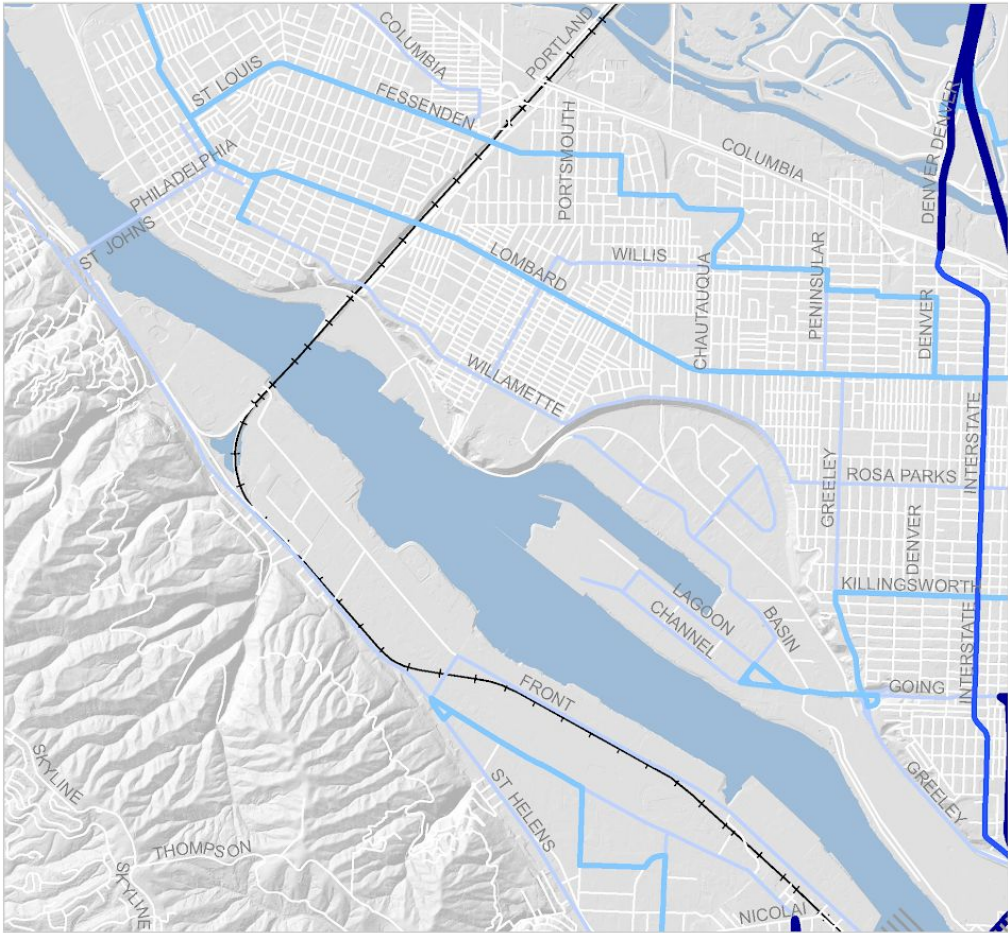 COLUMBIA
PORTLAND
ST LOUIS
FESSENDEN
PORTSMOUTH
COLUMBIA
DENVER DENVER
PHILADELPHIA
ST JOHNS
LOMBARD
WILLIS
CHAUTAUQUA
PENINSULAR
DENVER
WILLAMETTE
INTERSTATE
GREELEY
ROSA PARKS
DENVER
KILLINGSWORTH
LAGOON
CHANNEL
BASIN
INTERSTATE
GOING
FRONT
GREELEY
ST HELENS
SKYLINE
THOMPSON
SKYLINE
NICOLAI